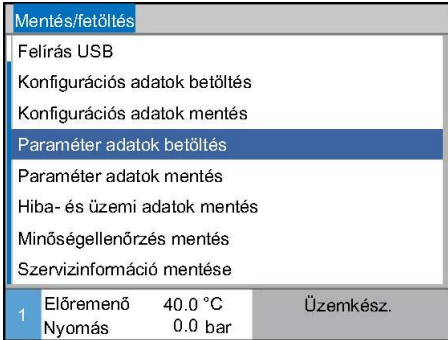 Mentés/fetöltés
Felírás USB
Konfigurációs adatok betöltés
Konfigurációs adatok mentés
Paraméter adatok betöltés
Paraméter adatok mentés
Hiba- és üzemi adatok mentés
Minőségellenőrzés mentés
Szervizinformáció mentése
1 Előremenő 40.0 °C Üzemkész.
Nyomás 0.0 bar